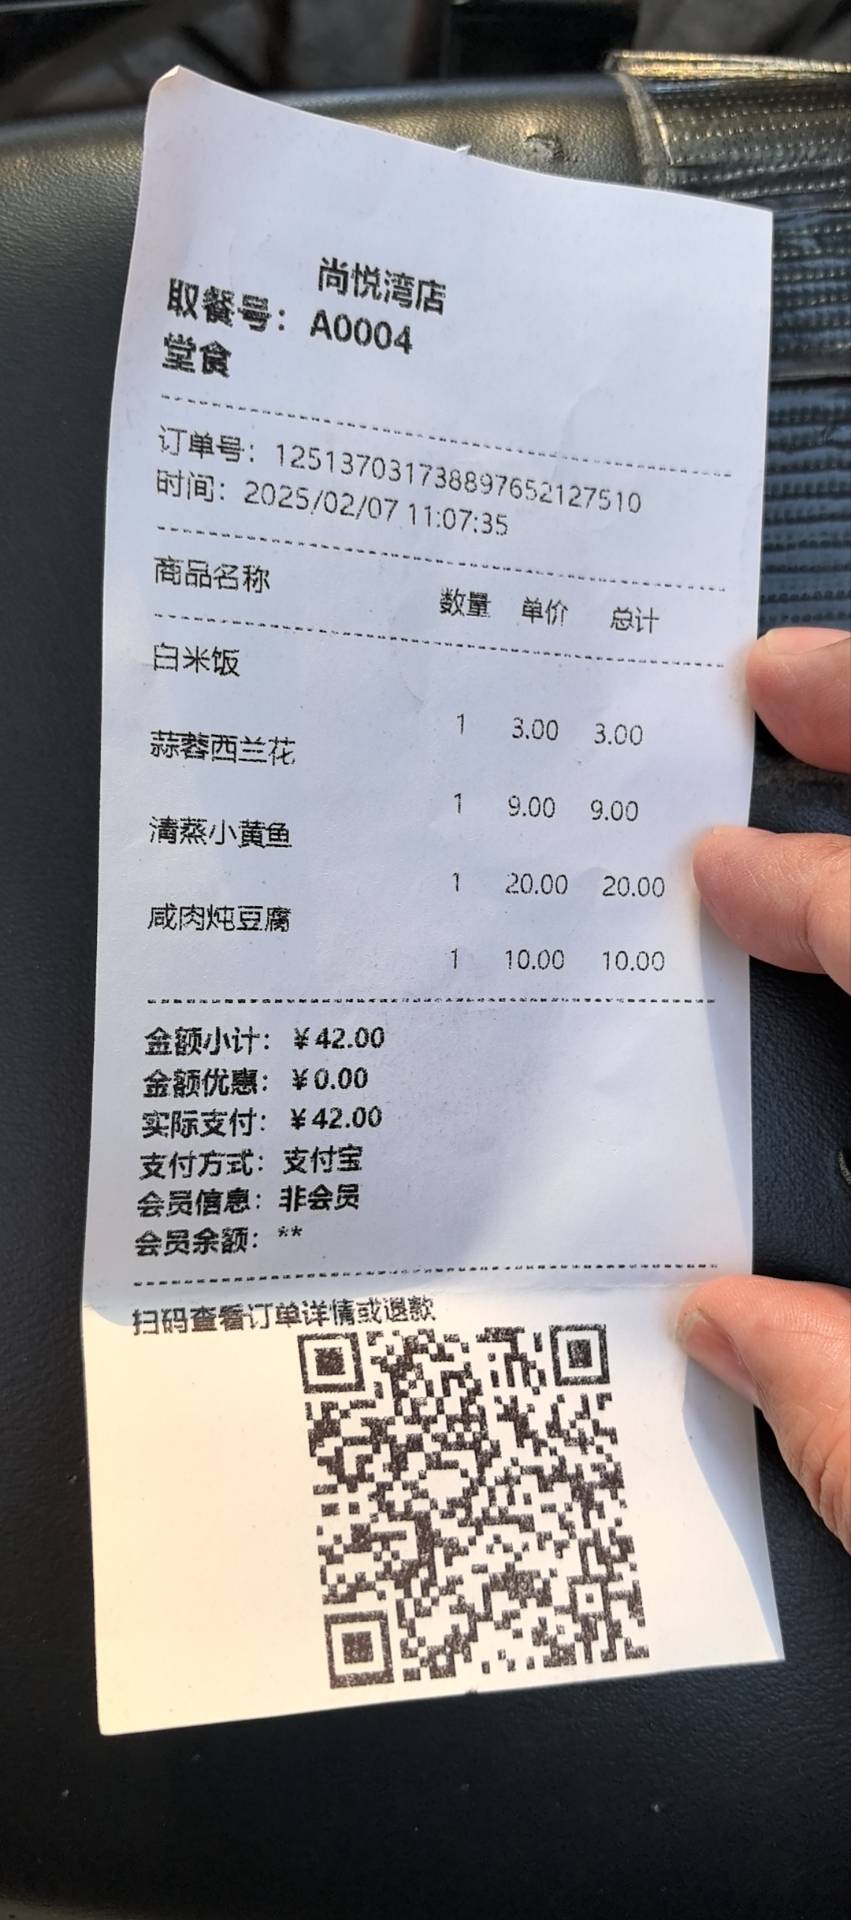 尚悦湾店
取餐号：A0004
堂食
订单号：1251370317388976521​27510
时间：2025/02/07 11:07:35
商品名称 数量 单价 总计
白米饭
1 3.00 3.00
蒜蓉西兰花
1 9.00 9.00
清蒸小黄鱼
1 20.00 20.00
咸肉炖豆腐
1 10.00 10.00
金额小计：￥42.00
金额优惠：￥0.00
实际支付：￥42.00
支付方式：支付宝
会员信息：非会员
会员余额：**
扫码查看订单详情或退款